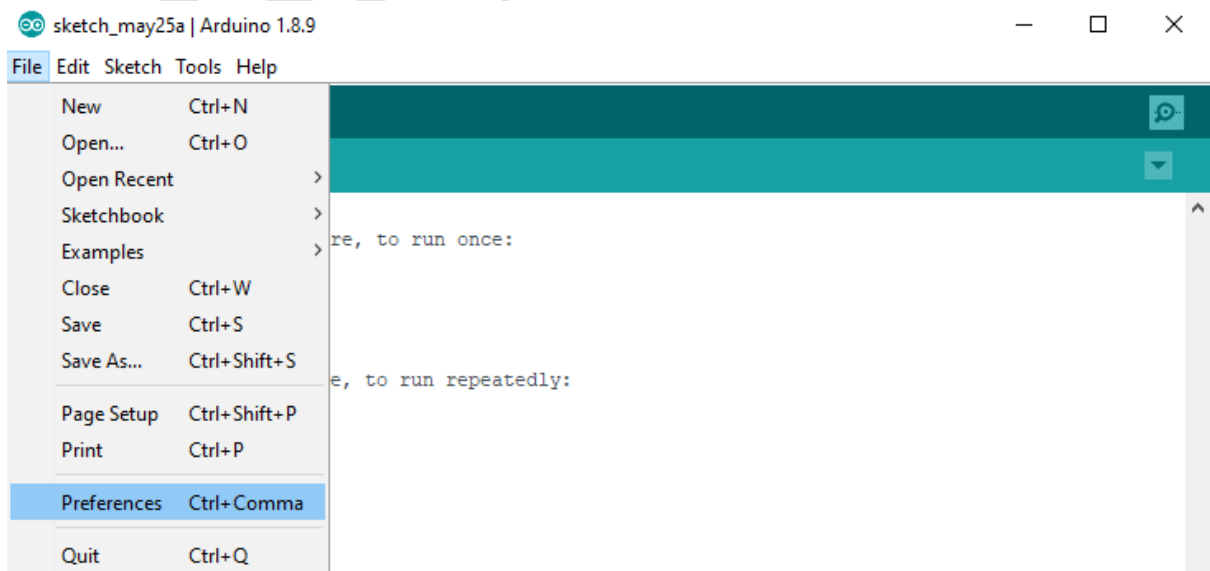 sketch_may25a | Arduino 1.8.9
File Edit Sketch Tools Help
New Ctrl+N
Open... Ctrl+O
Open Recent
Sketchbook
Examples
re, to run once:
Close Ctrl+W
Save Ctrl+S
Save As... Ctrl+Shift+S
e, to run repeatedly:
Page Setup Ctrl+Shift+P
Print Ctrl+P
Preferences Ctrl+Comma
Quit Ctrl+Q